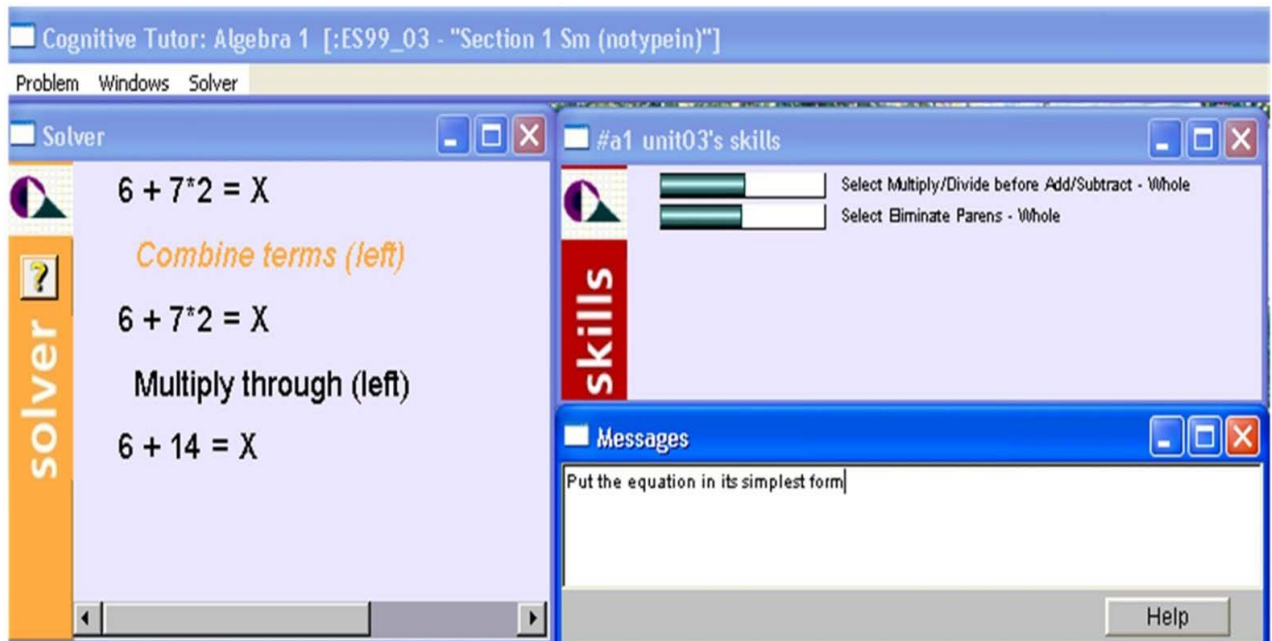 Cognitive Tutor: Algebra 1 [:ES99_03 - "Section 1 Sm (notypein)"]
Problem Windows Solver
Solver
6 + 7*2 = X
Combine terms (left)
6 + 7*2 = X
Multiply through (left)
6 + 14 = X
?
solver
#a1 unit03's skills
Select Multiply/Divide before Add/Subtract - Whole
Select Eliminate Parens - Whole
skills
Messages
Put the equation in its simplest form
Help